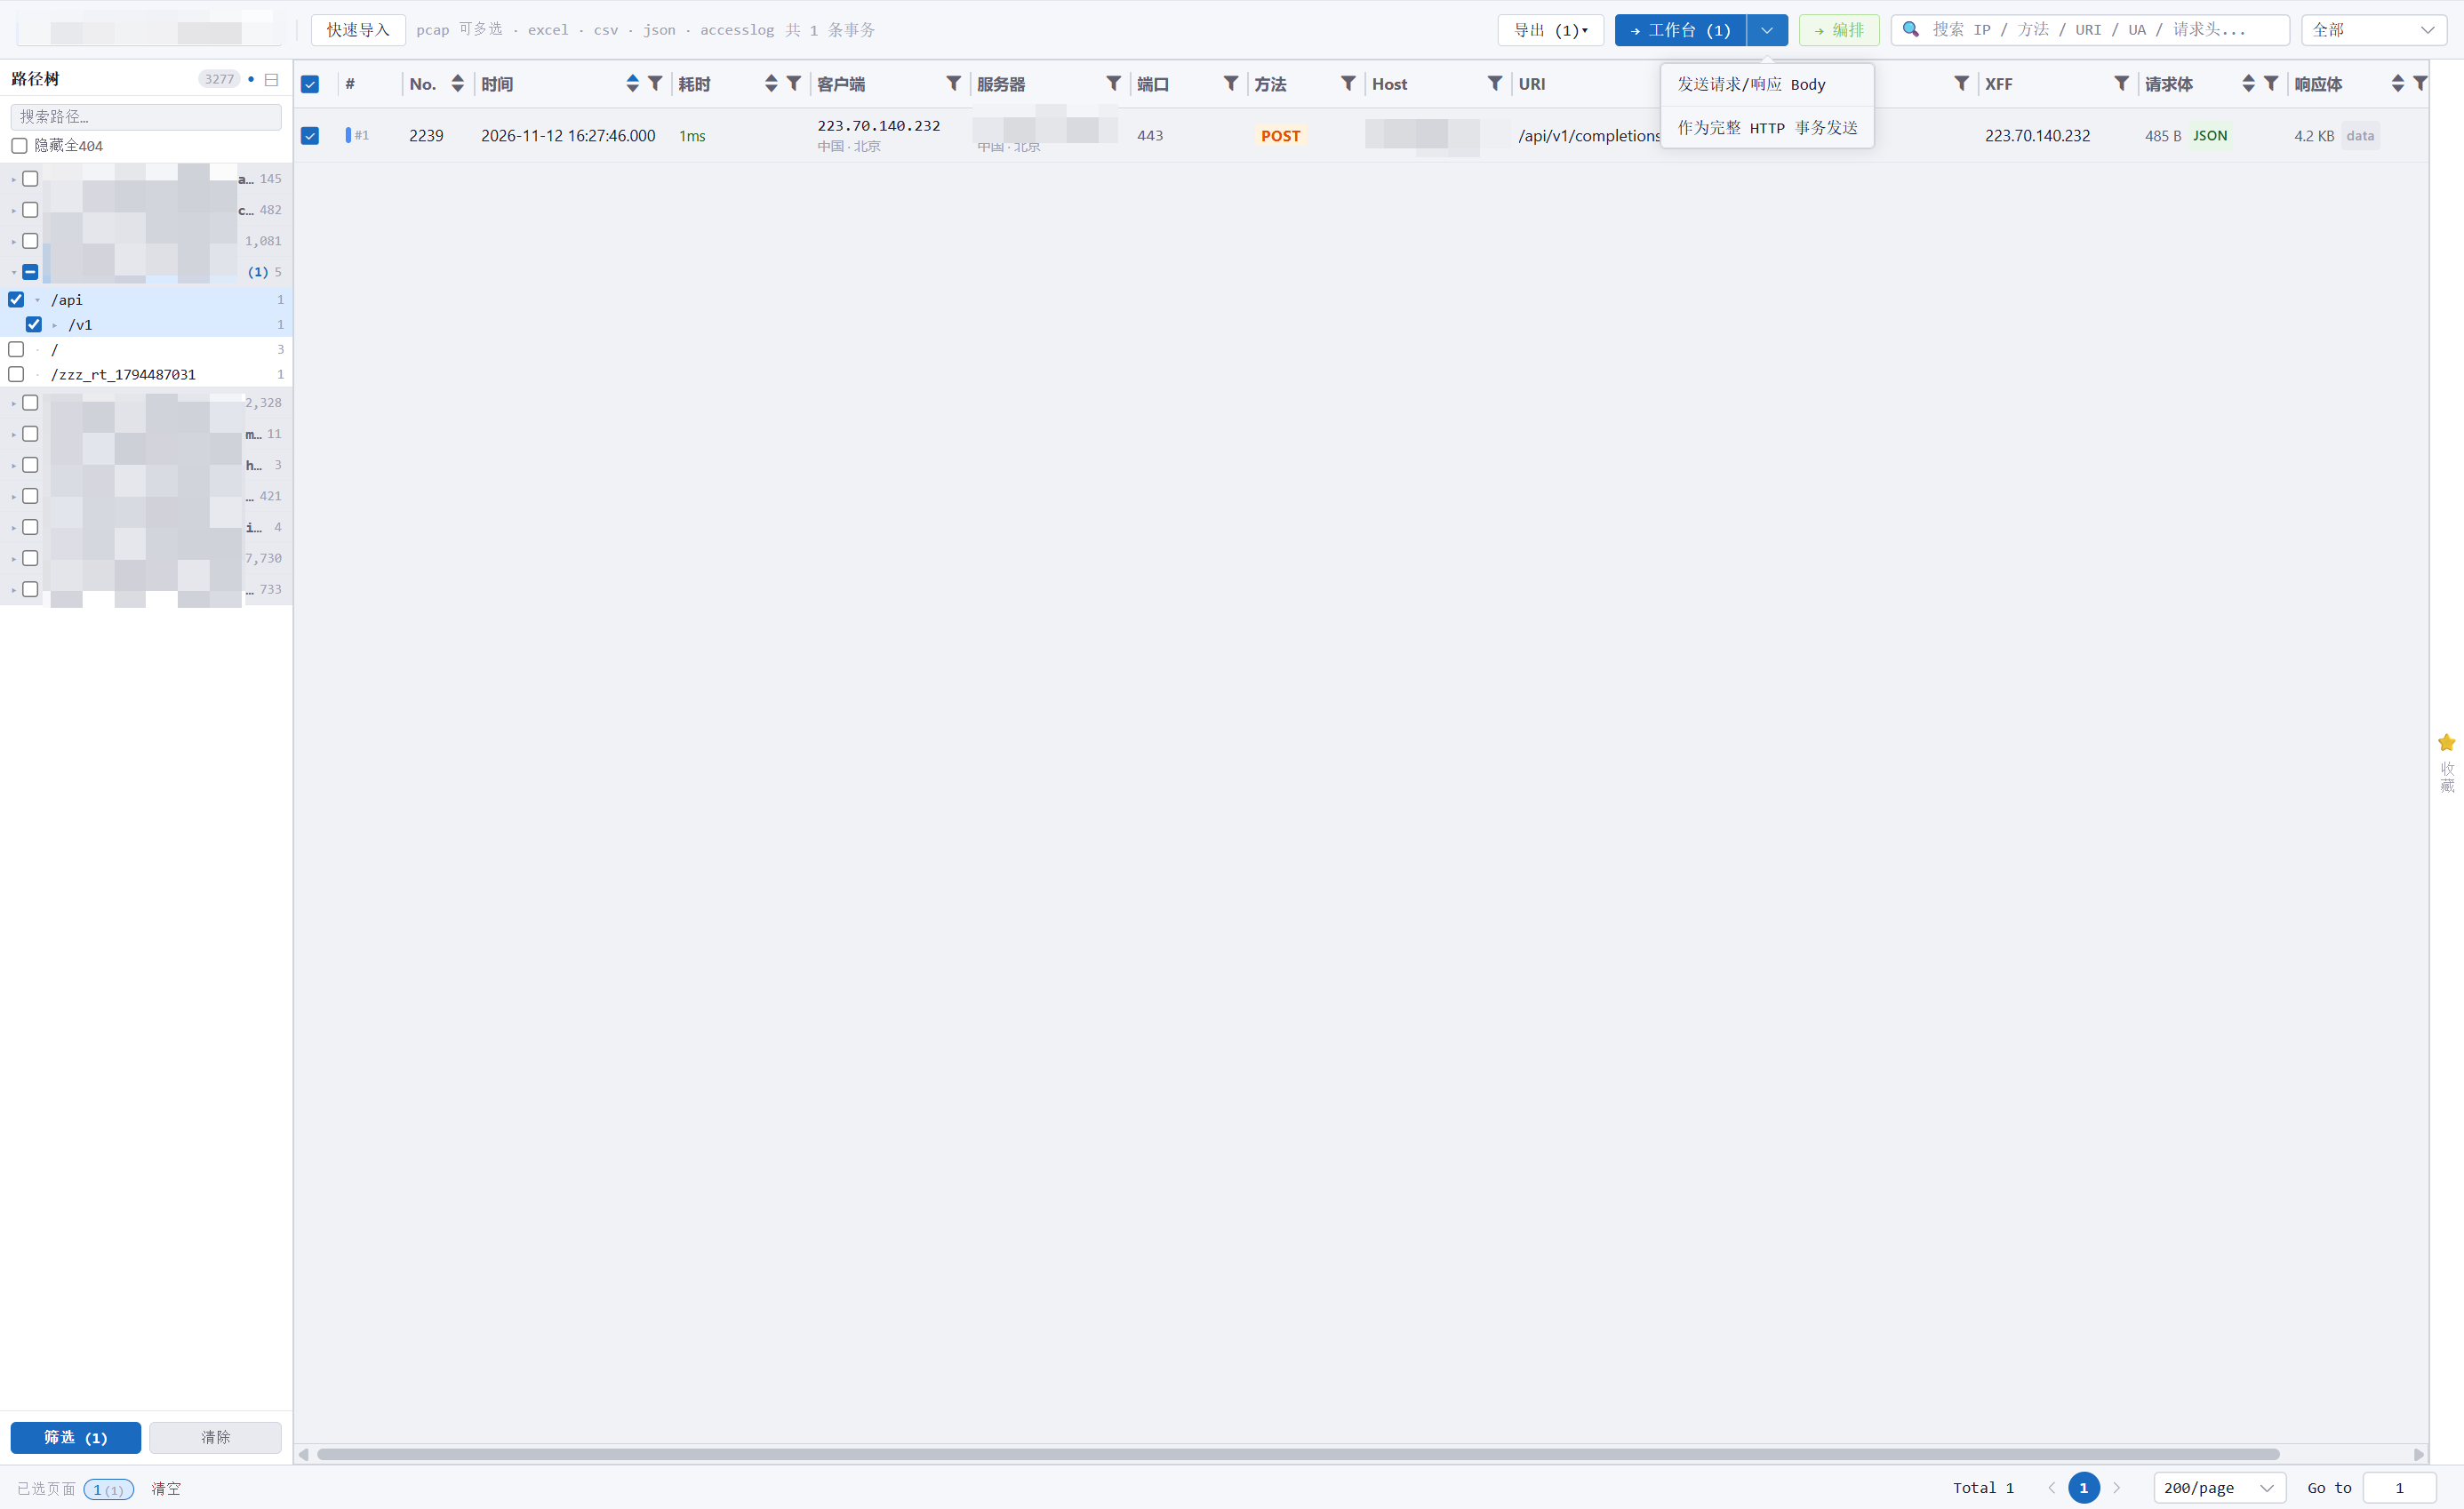 快速导入 pcap 可多选 · excel · csv · json · accesslog 共 1 条事务 导出 (1)▾ → 工作台 (1) → 编排 搜索 IP / 方法 / URI / UA / 请求头... 全部
路径树 3277
搜索路径…
隐藏全404
a… 145
c… 482
1,081
(1) 5
/api 1
/v1 1
/ 3
/zzz_rt_1794487031 1
2,328
m… 11
h… 3
… 421
i… 4
7,730
… 733
筛选 (1) 清除
# No. 时间 耗时 客户端 服务器 端口 方法 Host URI XFF 请求体 响应体
发送请求/响应 Body
作为完整 HTTP 事务发送
#1 2239 2026-11-12 16:27:46.000 1ms 223.70.140.232 443 POST /api/v1/completions 223.70.140.232 485 B JSON 4.2 KB data
中国 · 北京 中国 · 北京
收藏
已选页面 1 (1) 清空 Total 1 1 200/page Go to 1